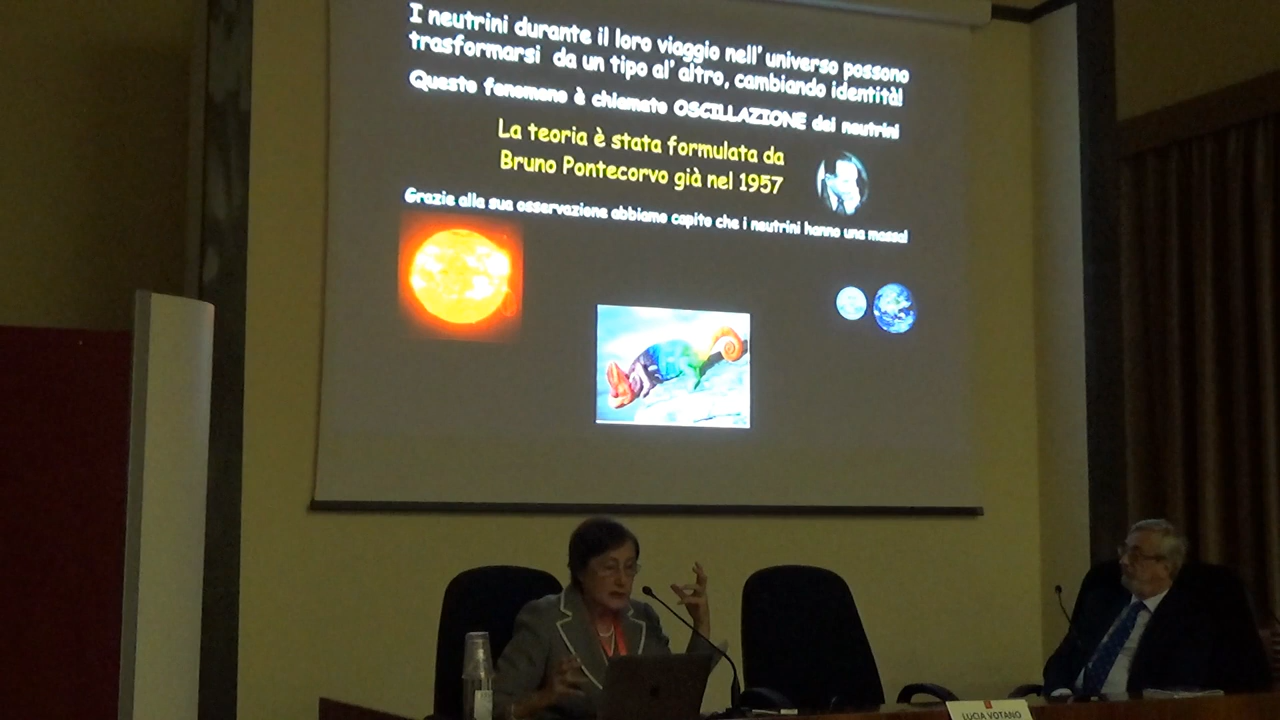 I neutrini durante il loro viaggio nell' universo possono
trasformarsi da un tipo al' altro, cambiando identità!
Questo fenomeno è chiamato OSCILLAZIONE dei neutrini
La teoria è stata formulata da
Bruno Pontecorvo già nel 1957
Grazie alla sua osservazione abbiamo capito che i neutrini hanno una massa!
LUCIA VOTANO